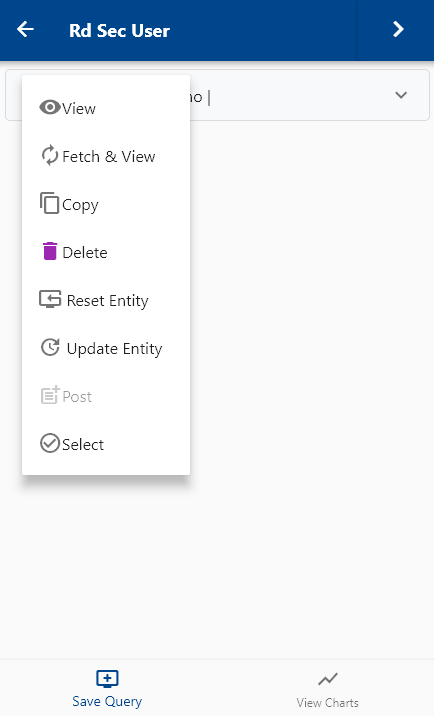 Rd Sec User
no |
View
Fetch & View
Copy
Delete
Reset Entity
Update Entity
Post
Select
Save Query
View Charts